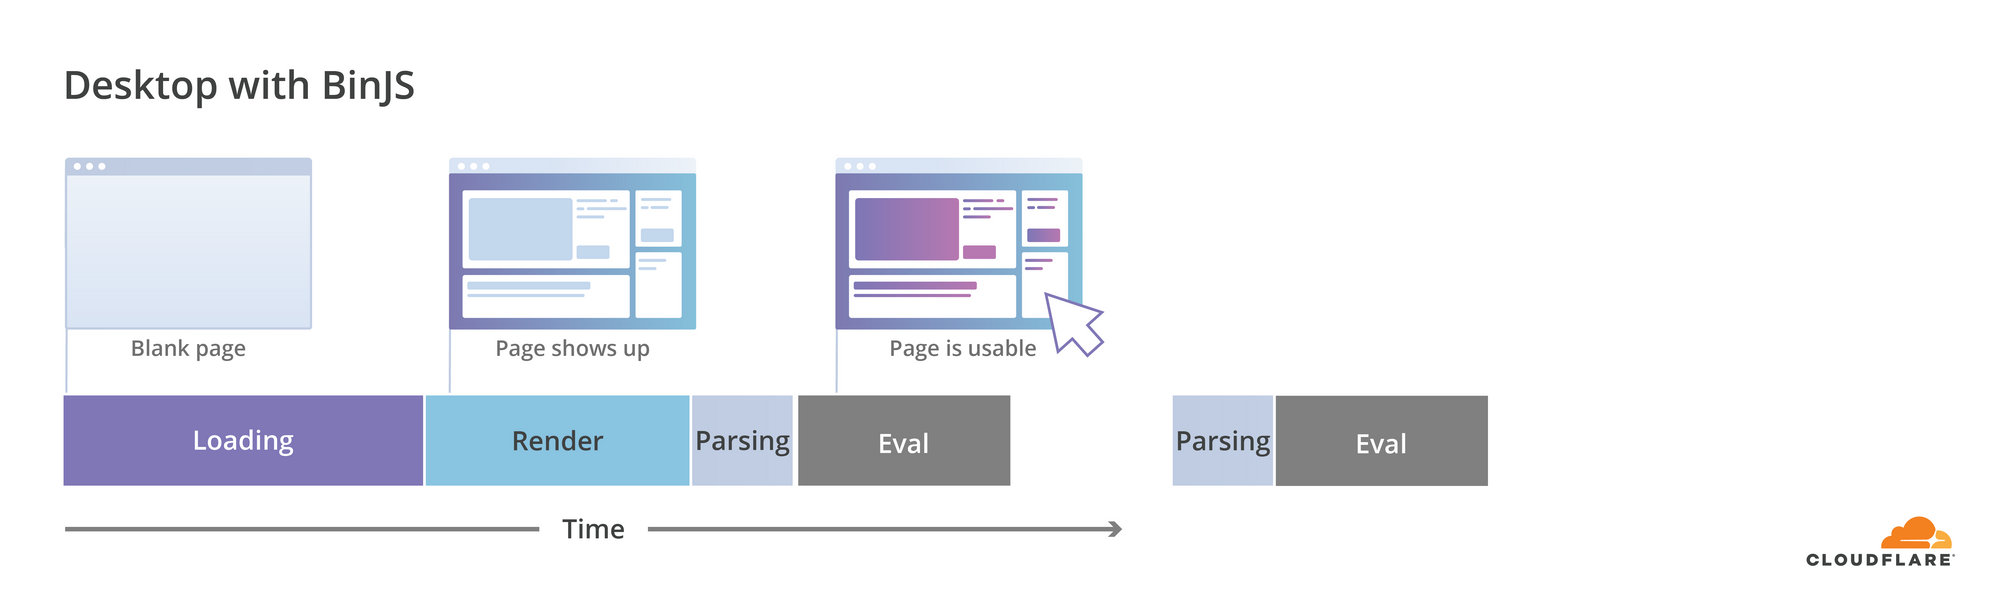 Desktop with BinJS
Blank page
Page shows up
Page is usable
Loading
Render
Parsing
Eval
Parsing
Eval
Time
CLOUDFLARE